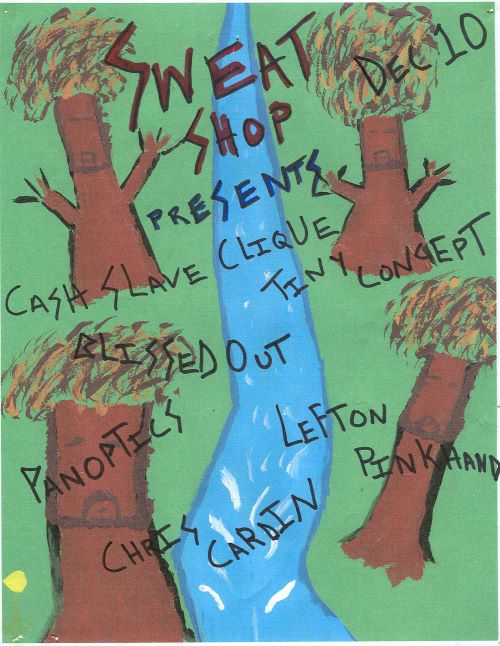 SWEAT
SHOP
DEC 10
PRESENTS
CASH SLAVE CLIQUE
TINY CONCEPT
BLISSED OUT
PANOPTICS
LEFTON
PINKHAND
CHRIS CARDIN